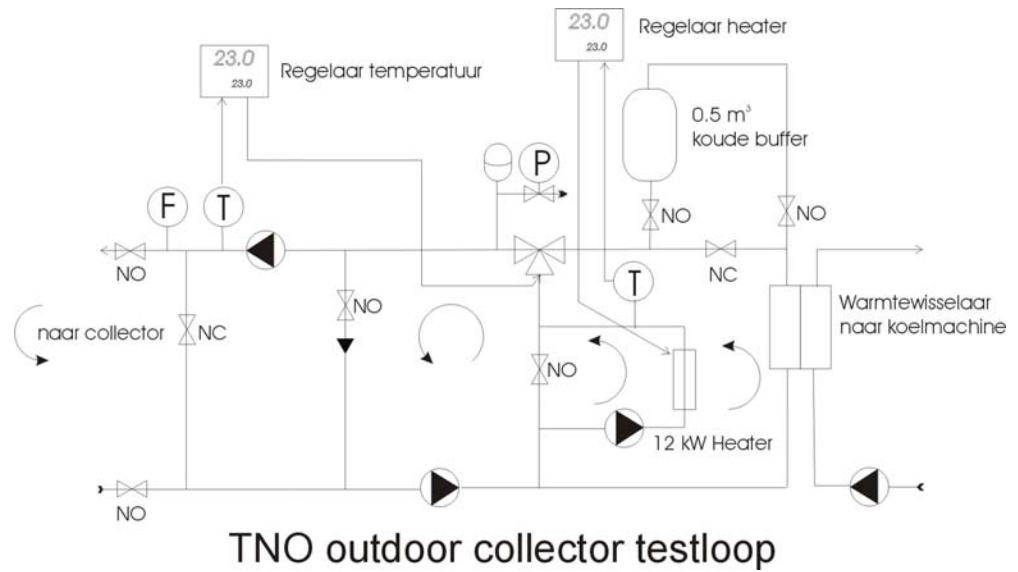 23.0
23.0
Regelaar temperatuur
23.0
23.0
Regelaar heater
0.5 m³
koude buffer
P
F
T
NO
NO
NO
NC
T
NO
naar collector
NC
NO
Warmtewisselaar
naar koelmachine
12 kW Heater
NO
TNO outdoor collector testloop